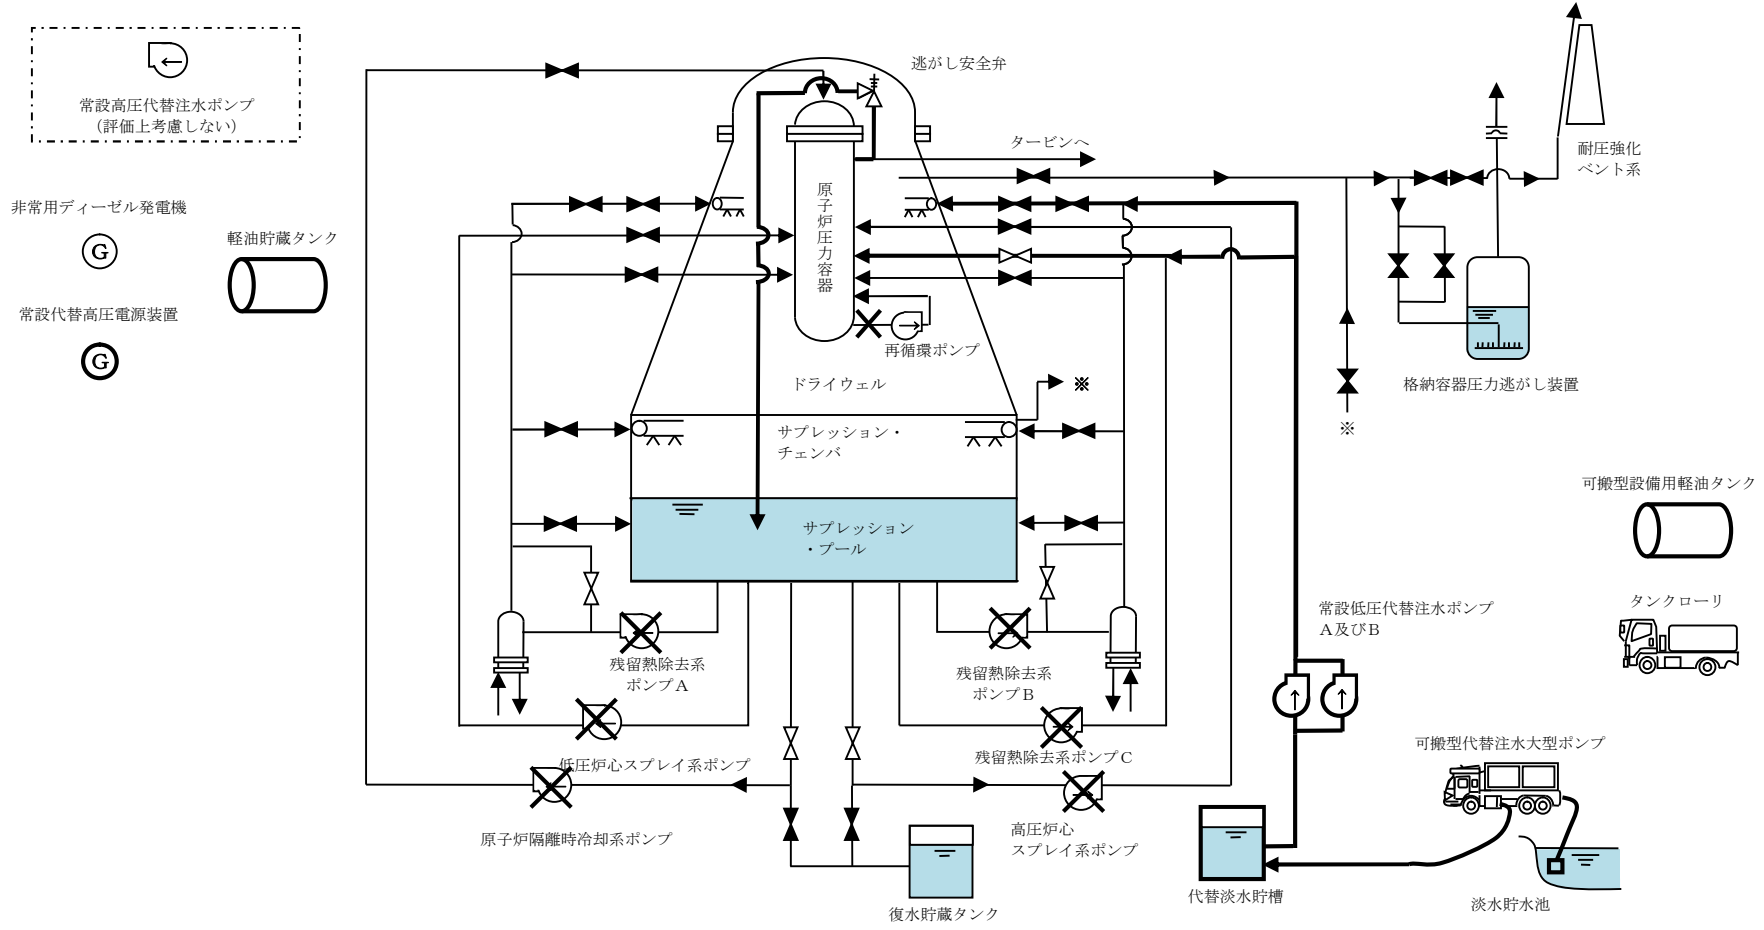 常設高圧代替注水ポンプ
（評価上考慮しない）
非常用ディーゼル発電機
G
軽油貯蔵タンク
常設代替高圧電源装置
G
逃がし安全弁
タービンへ
耐圧強化
ベント系
原子炉圧力容器
再循環ポンプ
ドライウェル
※
格納容器圧力逃がし装置
※
サプレッション・
チェンバ
サプレッション
・プール
可搬型設備用軽油タンク
タンクローリ
常設低圧代替注水ポンプ
A及びB
残留熱除去系
ポンプA
残留熱除去系
ポンプB
残留熱除去系ポンプC
低圧炉心スプレイ系ポンプ
原子炉隔離時冷却系ポンプ
高圧炉心
スプレイ系ポンプ
可搬型代替注水大型ポンプ
復水貯蔵タンク
代替淡水貯槽
淡水貯水池